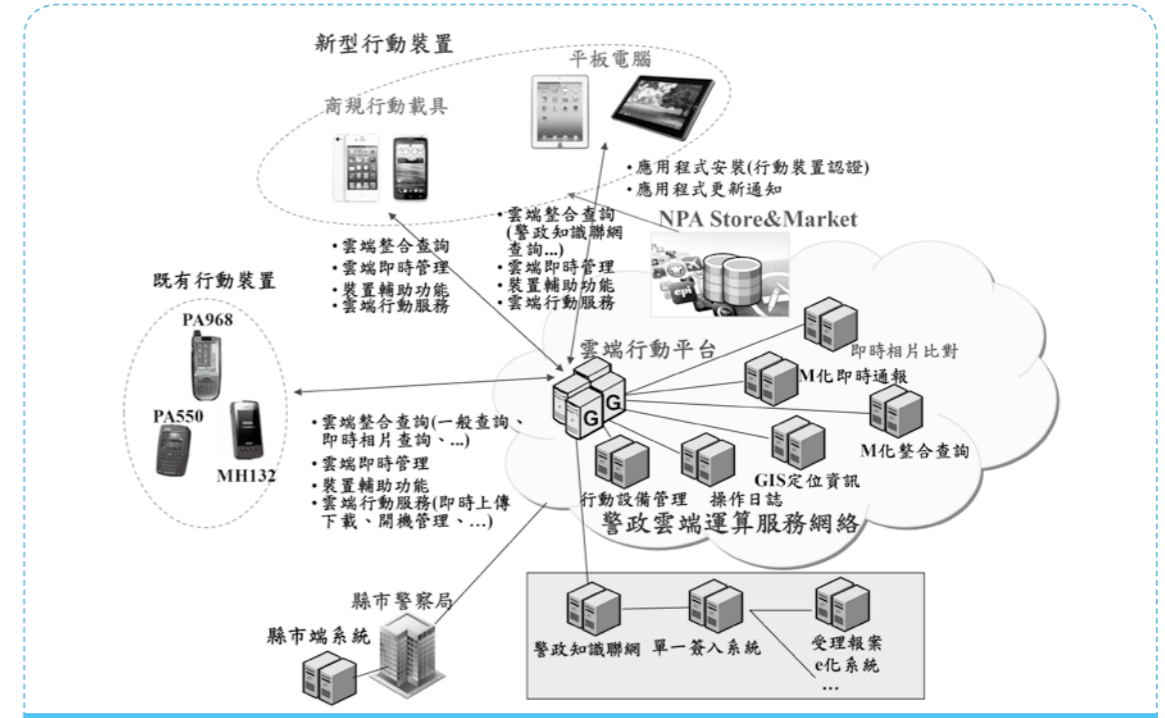 新型行動裝置
平板電腦
商規行動載具
・應用程式安裝(行動裝置認證)
・應用程式更新通知
NPA Store&Market
・雲端整合查詢
(警政知識聯網
查詢...)
・雲端即時管理
・裝置輔助功能
・雲端行動服務
・雲端整合查詢
・雲端即時管理
・裝置輔助功能
・雲端行動服務
既有行動裝置
PA968
PA550
MH132
epi
雲端行動平台
G
G
即時相片比對
M化即時通報
M化整合查詢
GIS定位資訊
行動設備管理
操作日誌
警政雲端運算服務網絡
・雲端整合查詢(一般查詢、
即時相片查詢、...)
・雲端即時管理
・裝置輔助功能
・雲端行動服務(即時上傳
下載、開機管理、…)
縣市警察局
縣市端系統
警政知識聯網
單一簽入系統
受理報案
e化系統
...